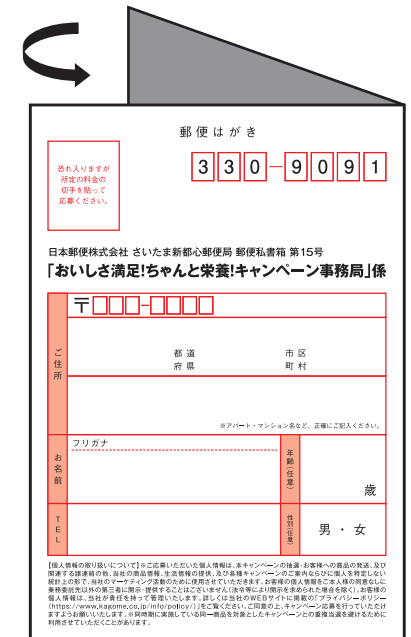 郵便はがき
恐れ入りますが
所定の料金の
切手を貼って
応募ください。
330-9091
日本郵便株式会社 さいたま新都心郵便局 郵便私書箱 第15号
「おいしさ満足!ちゃんと栄養!キャンペーン事務局」係
〒□□□-□□□□
ご住所
都道 市区
府県 町村
※アパート・マンション名など、正確にご記入ください。
お名前
フリガナ
年齢(任意)
歳
TEL
性別(任意)
男・女
【個人情報の取り扱いについて】※ご応募いただいた個人情報は、本キャンペーンの抽選・お客様への賞品の発送、及び
関連する諸連絡の他、当社の商品情報、生活情報の提供、及び各種キャンペーンのご案内ならびに個人を特定しない
統計上の形で、当社のマーケティング活動のために使用させていただきます。お客様の個人情報をご本人様の同意なしに
業務委託先以外の第三者に開示・提供することはございません(法令等により開示を求められた場合を除く)。お客様の
個人情報は、当社が責任を持って管理いたします。詳しくは当社のWEBサイトに掲載の「プライバシーポリシー
(https://www.kagome.co.jp/info/policy/)」をご覧ください。ご同意の上、キャンペーン応募を行っていただけ
ますようお願いいたします。※同時期に実施している同一商品を対象としたキャンペーンとの重複当選を避けるために
利用させていただくことがあります。